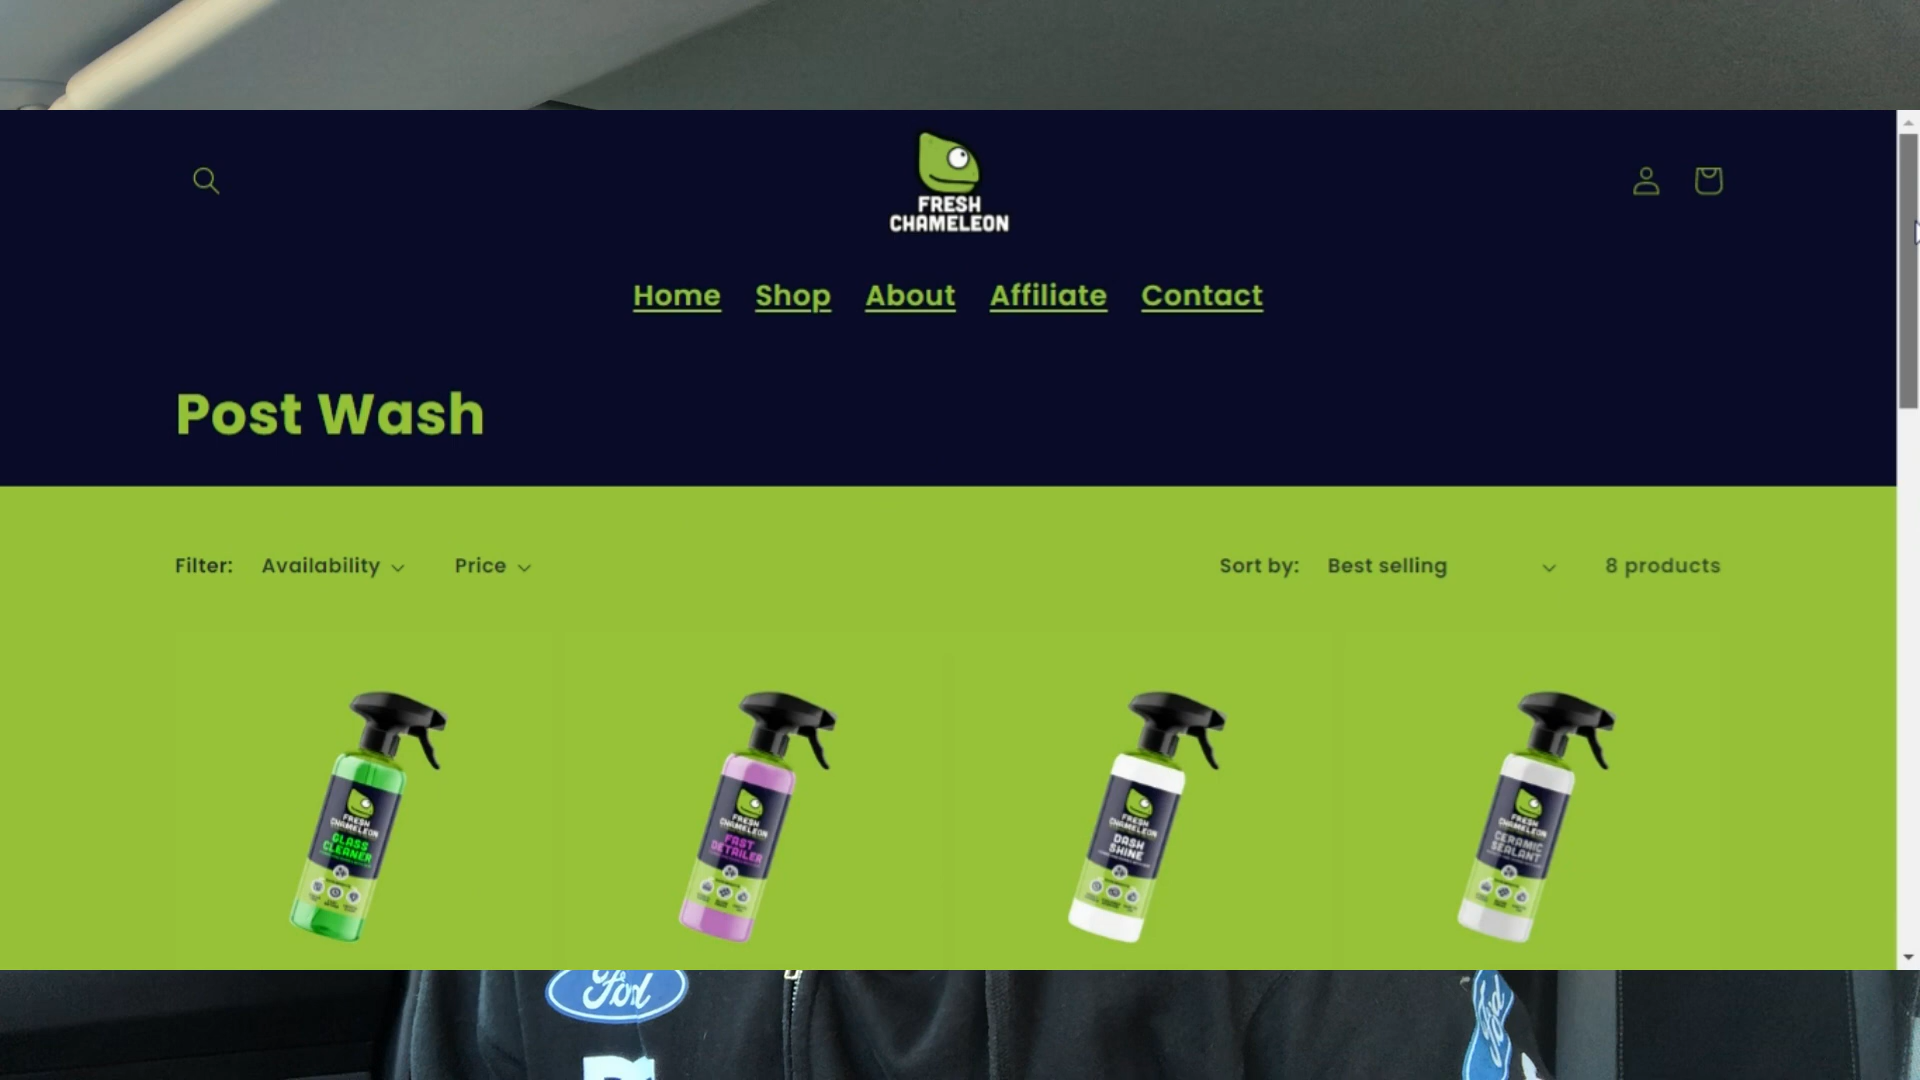 FRESH
CHAMELEON
Home Shop About Affiliate Contact
Post Wash
Filter: Availability Price Sort by: Best selling 8 products
FRESH
CHAMELEON
GLASS
CLEANER
FRESH
CHAMELEON
FAST
DETAILER
FRESH
CHAMELEON
DASH
SHINE
FRESH
CHAMELEON
CERAMIC
SEALANT
Ford
Ford